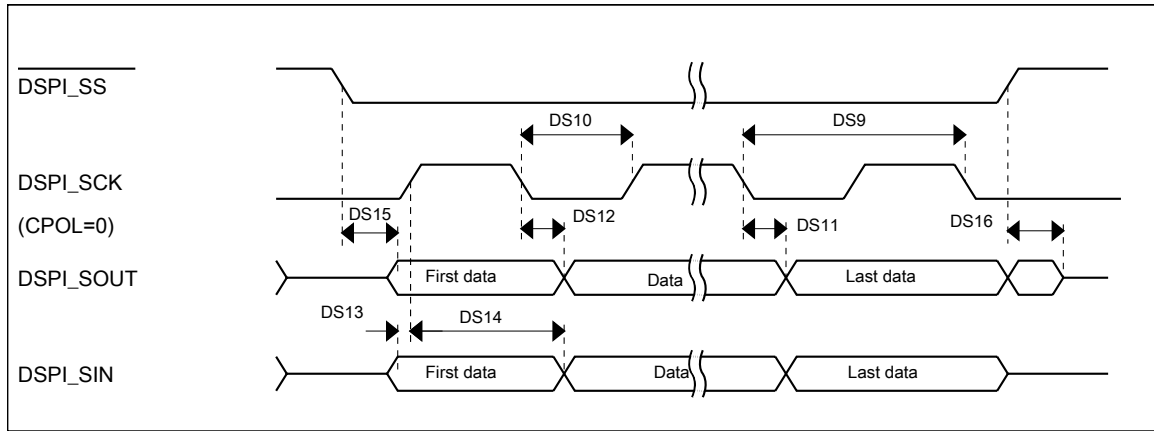 DSPI_SS
DS10
DS9
DSPI_SCK
DS15
DS12
DS11
DS16
(CPOL=0)
DSPI_SOUT
First data
Data
Last data
DS13
DS14
DSPI_SIN
First data
Data
Last data